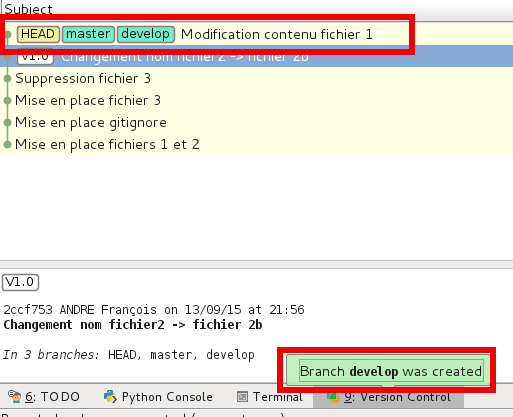 Subject
HEAD master develop Modification contenu fichier 1
V1.0 Changement nom fichier2 -> fichier 2b
Suppression fichier 3
Mise en place fichier 3
Mise en place gitignore
Mise en place fichiers 1 et 2
V1.0
2ccf753 ANDRE François on 13/09/15 at 21:56
Changement nom fichier2 -> fichier 2b
In 3 branches: HEAD, master, develop
Branch develop was created
6: TODO Python Console Terminal 9: Version Control